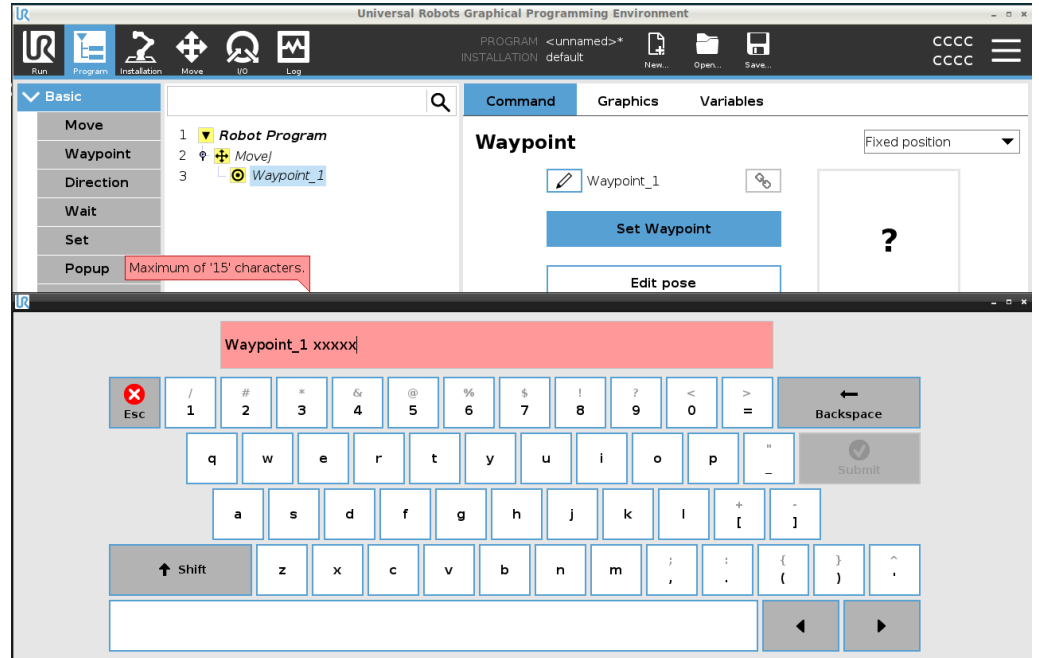 UR
Universal Robots Graphical Programming Environment
UR
Run
Program
Installation
Move
I/O
Log
PROGRAM <unnamed>*
INSTALLATION default
New...
Open...
Save...
CCCC
CCCC
Basic
Move
Waypoint
Direction
Wait
Set
Popup
1 Robot Program
2 MoveJ
3 Waypoint_1
Maximum of '15' characters.
Command Graphics Variables
Waypoint
Fixed position
Waypoint_1
Set Waypoint
?
Edit pose
UR
Waypoint_1 xxxxx
Esc
/ # * & @ % $ ! ? < >
1 2 3 4 5 6 7 8 9 0 =
Backspace
"
q w e r t y u i o p _
Submit
+ -
a s d f g h j k l [ ]
; : { } ^
Shift z x c v b n m , . ( ) '